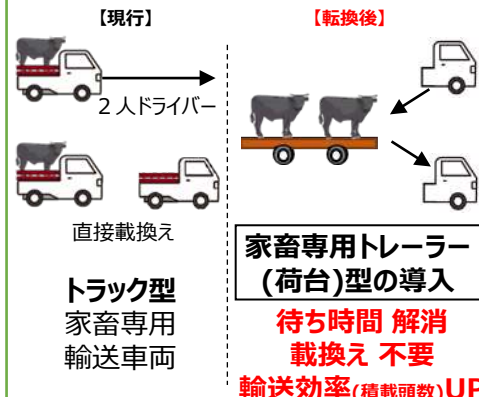 【現行】
２人ドライバー
直接載換え
トラック型
家畜専用
輸送車両
【転換後】
家畜専用トレーラー
(荷台)型の導入
待ち時間 解消
載換え 不要
輸送効率(積載頭数)UP